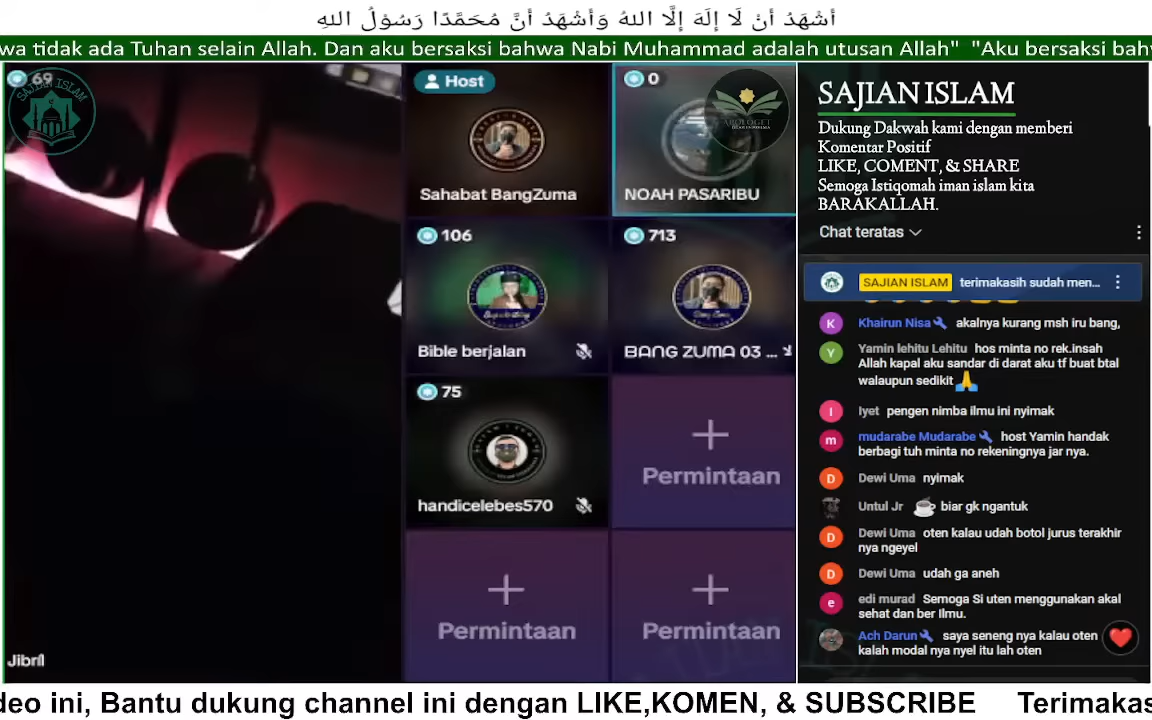 أَشْهَدُ أَنْ لَا إِلَهَ إِلَّا اللهُ وَأَشْهَدُ أَنَّ مُحَمَّدًا رَسُوْلُ اللهِ
wa tidak ada Tuhan selain Allah. Dan aku bersaksi bahwa Nabi Muhammad adalah utusan Allah" "Aku bersaksi bahw
69
SAJIAN ISLAM
Host
Sahabat BangZuma
0
NOAH PASARIBU
106
Bible berjalan
713
BANG ZUMA 03 ...
75
handicelebes570
Permintaan
Permintaan
Permintaan
Jibril
SAJIAN ISLAM
Dukung Dakwah kami dengan memberi
Komentar Positif
LIKE, COMENT, & SHARE
Semoga Istiqomah iman islam kita
BARAKALLAH.
Chat teratas
SAJIAN ISLAM terimakasih sudah men...
K Khairun Nisa akalnya kurang msh iru bang,
Y Yamin lehitu Lehitu hos minta no rek.insah
Allah kapal aku sandar di darat aku tf buat btal
walaupun sedikit 🙏
I Iyet pengen nimba ilmu ini nyimak
m mudarabe Mudarabe host Yamin handak
berbagi tuh minta no rekeningnya jar nya.
D Dewi Uma nyimak
Untul Jr ☕ biar gk ngantuk
D Dewi Uma oten kalau udah botol jurus terakhir
nya ngeyel
D Dewi Uma udah ga aneh
e edi murad Semoga Si uten menggunakan akal
sehat dan ber Ilmu.
Ach Darun saya seneng nya kalau oten
kalah modal nya nyel itu lah oten
deo ini, Bantu dukung channel ini dengan LIKE,KOMEN, & SUBSCRIBE Terimakas